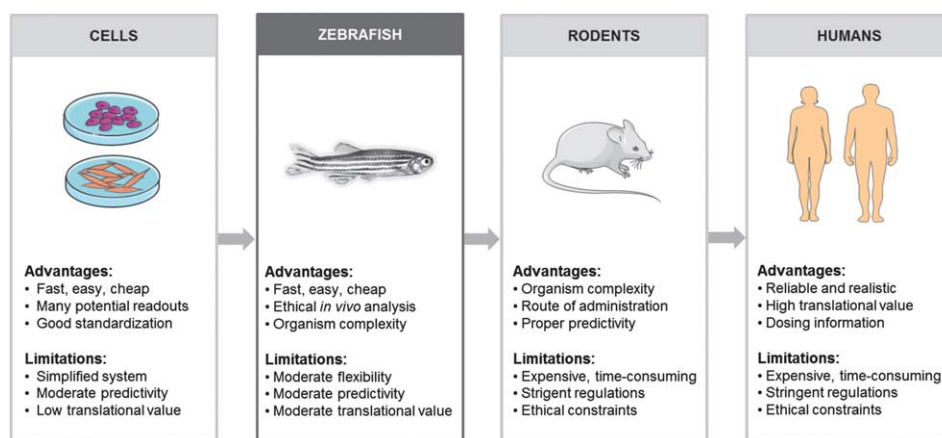 CELLS
Advantages:
• Fast, easy, cheap
• Many potential readouts
• Good standardization
Limitations:
• Simplified system
• Moderate predictivity
• Low translational value
ZEBRAFISH
Advantages:
• Fast, easy, cheap
• Ethical in vivo analysis
• Organism complexity
Limitations:
• Moderate flexibility
• Moderate predictivity
• Moderate translational value
RODENTS
Advantages:
• Organism complexity
• Route of administration
• Proper predictivity
Limitations:
• Expensive, time-consuming
• Strigent regulations
• Ethical constraints
HUMANS
Advantages:
• Reliable and realistic
• High translational value
• Dosing information
Limitations:
• Expensive, time-consuming
• Stringent regulations
• Ethical constraints